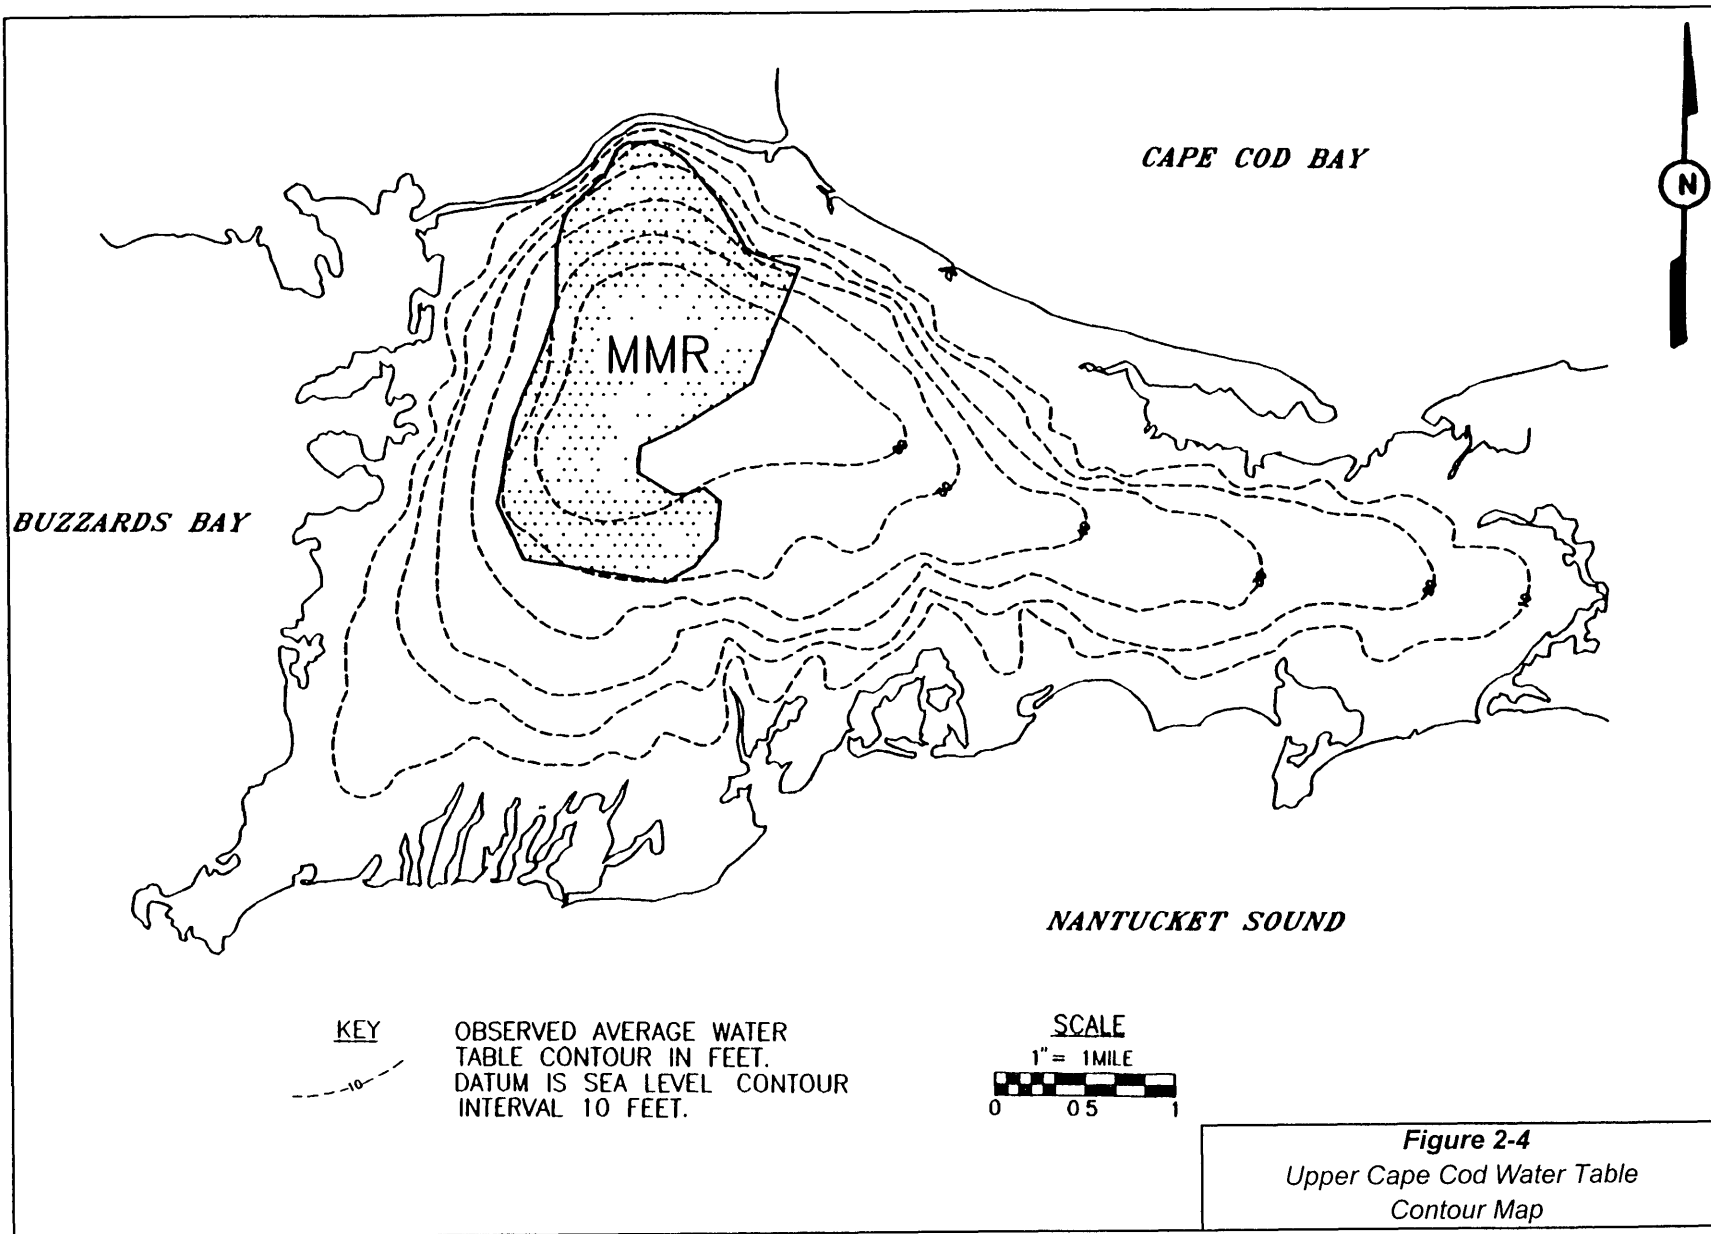 CAPE COD BAY
N
MMR
BUZZARDS BAY
10
NANTUCKET SOUND
KEY
OBSERVED AVERAGE WATER
TABLE CONTOUR IN FEET.
DATUM IS SEA LEVEL CONTOUR
INTERVAL 10 FEET.
10
SCALE
1"= 1MILE
0 05 1
Figure 2-4
Upper Cape Cod Water Table
Contour Map